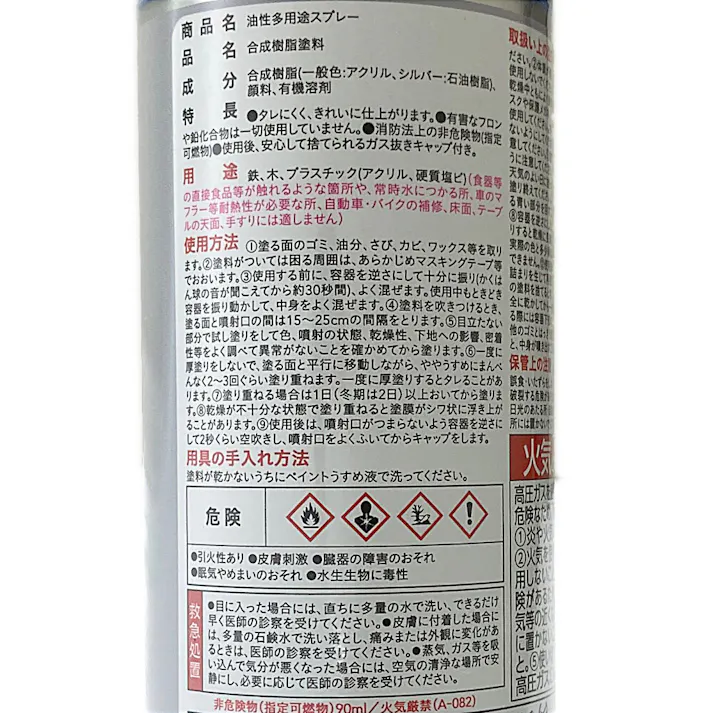 商品名 油性多用途スプレー
品名 合成樹脂塗料
成分 合成樹脂(一般色:アクリル、シルバー:石油樹脂)、
顔料、有機溶剤
特長 ●タレにくく、きれいに仕上がります。●有害なフロン
や鉛化合物は一切使用していません。●消防法上の非危険物(指定
可燃物)●使用後、安心して捨てられるガス抜きキャップ付き。
用途 鉄、木、プラスチック(アクリル、硬質塩ビ)(食器等
の直接食品等が触れるような箇所や、常時水につかる所、車のマ
フラー等耐熱性が必要な所、自動車・バイクの補修、床面、テーブ
ルの天面、手すりには適しません)
使用方法 ①塗る面のゴミ、油分、さび、カビ、ワックス等を取り
ます。②塗料がついては困る周囲は、あらかじめマスキングテープ等
でおおいます。③使用する前に、容器を逆さにして十分に振り(かくは
ん球の音が聞こえてから約30秒間)、よく混ぜます。使用中もときどき
容器を振り動かして、中身をよく混ぜます。④塗料を吹きつけるとき、
塗る面と噴射口の間は15〜25cmの間隔をとります。⑤目立たない
部分で試し塗りをして色、噴射の状態、乾燥性、下地への影響、密着
性等をよく調べて異常がないことを確かめてから塗ります。⑥一度に
厚塗りをしないで、塗る面と平行に移動しながら、ややうすめにまんべ
んなく2〜3回ぐらい塗り重ねます。一度に厚塗りするとタレることがあ
ります。⑦塗り重ねる場合は1日(冬期は2日)以上おいてから塗りま
す。⑧乾燥が不十分な状態で塗り重ねると塗膜がシワ状に浮き上が
ることがあります。⑨使用後は、噴射口がつまらないよう容器を逆さに
して2秒くらい空吹きし、噴射口をよくふいてからキャップをします。
用具の手入れ方法
塗料が乾かないうちにペイントうすめ液で洗ってください。
危険
●引火性あり ●皮膚刺激 ●臓器の障害のおそれ
●眠気やめまいのおそれ ●水生生物に毒性
救急処置
●目に入った場合には、直ちに多量の水で洗い、できるだけ
早く医師の診察を受けてください。●皮膚に付着した場合に
は、多量の石鹸水で洗い落とし、痛みまたは外観に変化があ
るときは、医師の診察を受けてください。●蒸気、ガス等を吸
い込んで気分が悪くなった場合には、空気の清浄な場所で安
静にし、必要に応じて医師の診察を受けてください。
非危険物(指定可燃物)90ml/火気厳禁(A-082)
取扱い上の
保管上の注
火気
高圧ガスを
危険なため
①炎や火気
②火気を
用しない
険がある
気等の近く
に置かない
と。⑤使い
高圧ガス